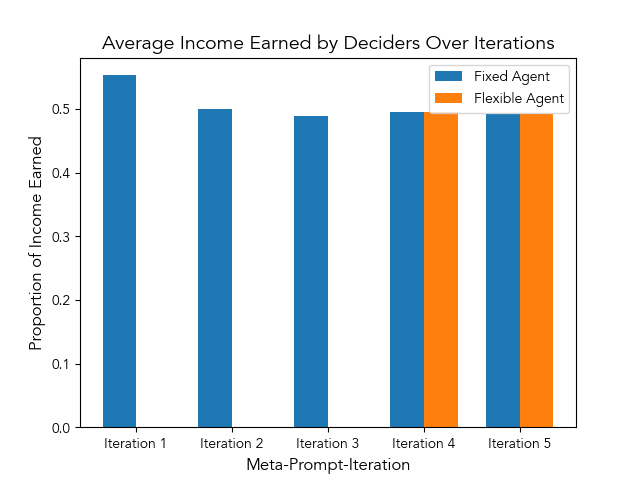 Average Income Earned by Deciders Over Iterations
Fixed Agent
Flexible Agent
Proportion of Income Earned
0.5
0.4
0.3
0.2
0.1
0.0
Iteration 1
Iteration 2
Iteration 3
Iteration 4
Iteration 5
Meta-Prompt-Iteration